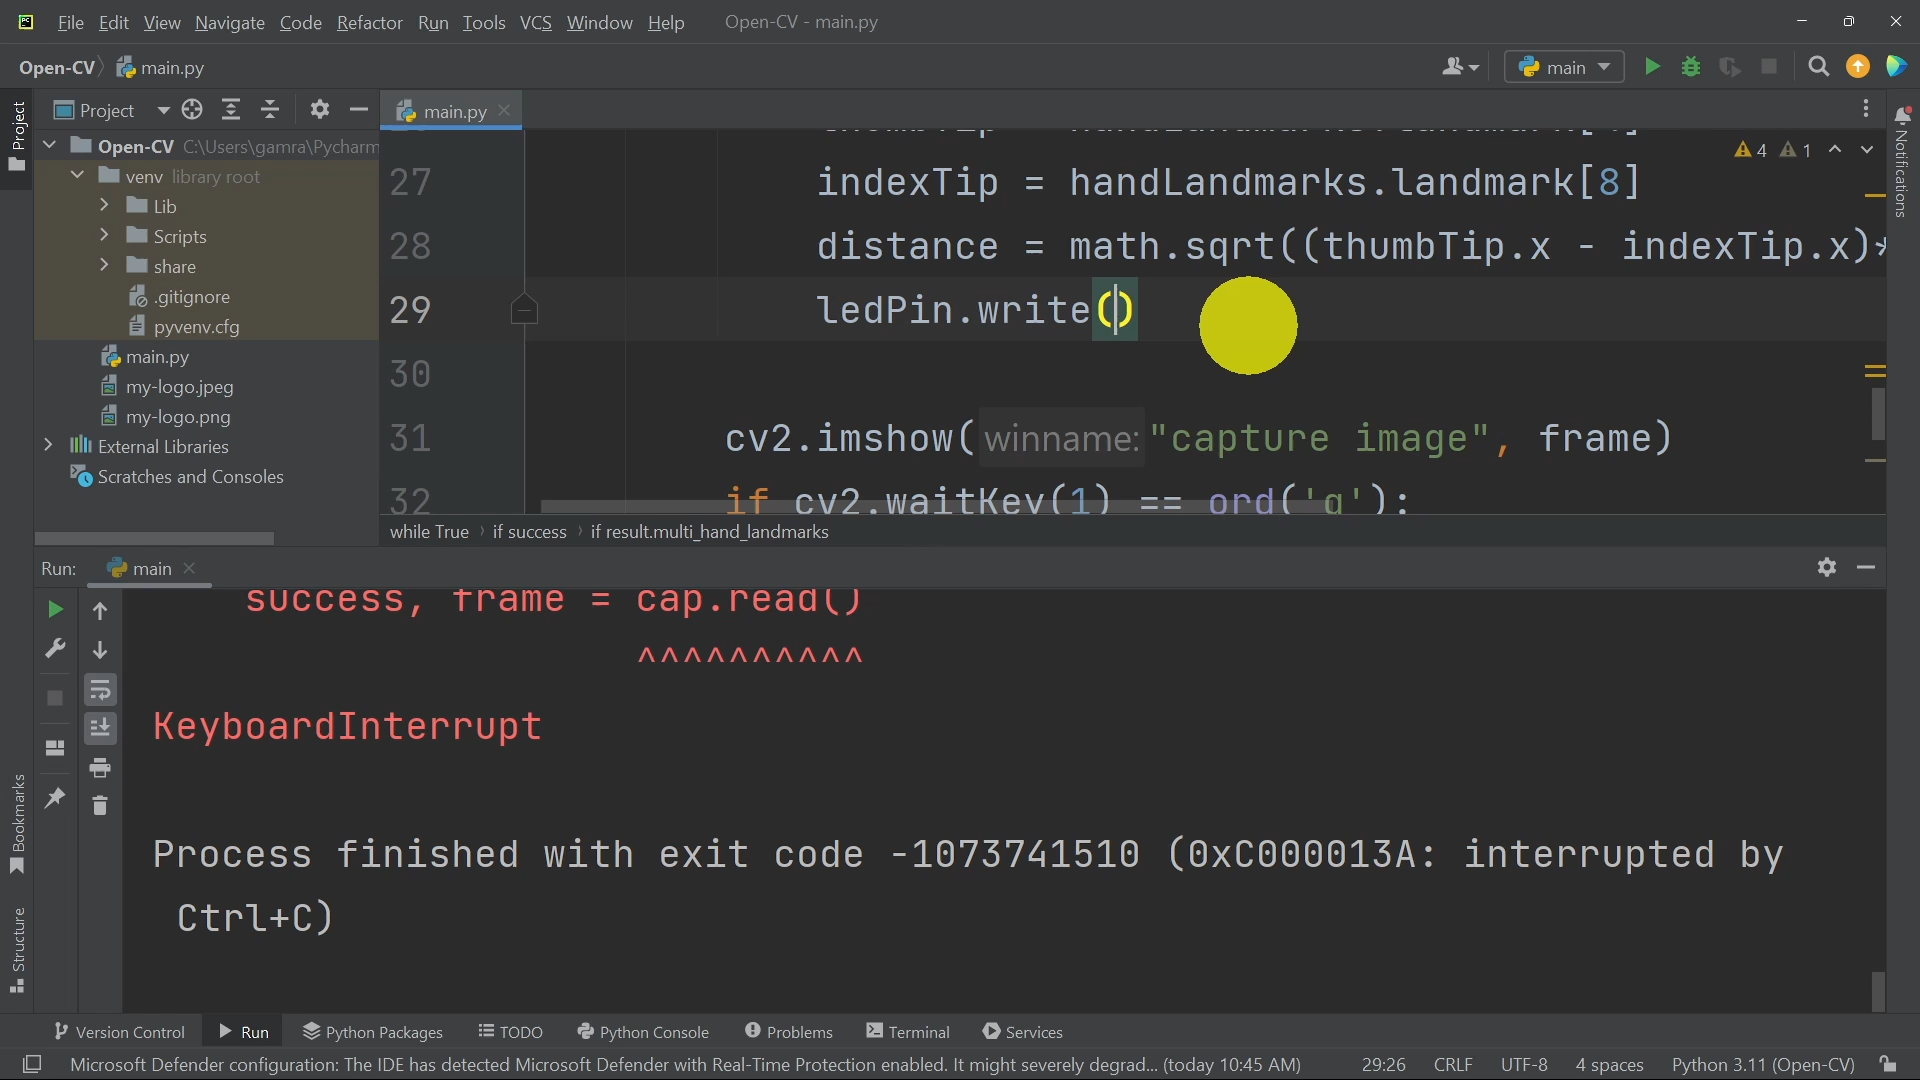 File Edit View Navigate Code Refactor Run Tools VCS Window Help Open-CV - main.py
Open-CV main.py main
Project main.py
Project
Notifications
Open-CV C:\Users\gamra\Pycharm
venv library root
Lib
Scripts
share
.gitignore
pyvenv.cfg
main.py
my-logo.jpeg
my-logo.png
External Libraries
Scratches and Consoles
4 1
27 indexTip = handLandmarks.landmark[8]
28 distance = math.sqrt((thumbTip.x - indexTip.x)*
29 ledPin.write()
30
31 cv2.imshow( winname: "capture image", frame)
32 if cv2.waitKey(1) == ord('q'):
while True if success if result.multi_hand_landmarks
Run: main
success, frame = cap.read()
^^^^^^^^^^
KeyboardInterrupt
Process finished with exit code -1073741510 (0xC000013A: interrupted by
Ctrl+C)
Bookmarks
Structure
Version Control Run Python Packages TODO Python Console Problems Terminal Services
Microsoft Defender configuration: The IDE has detected Microsoft Defender with Real-Time Protection enabled. It might severely degrad... (today 10:45 AM) 29:26 CRLF UTF-8 4 spaces Python 3.11 (Open-CV)